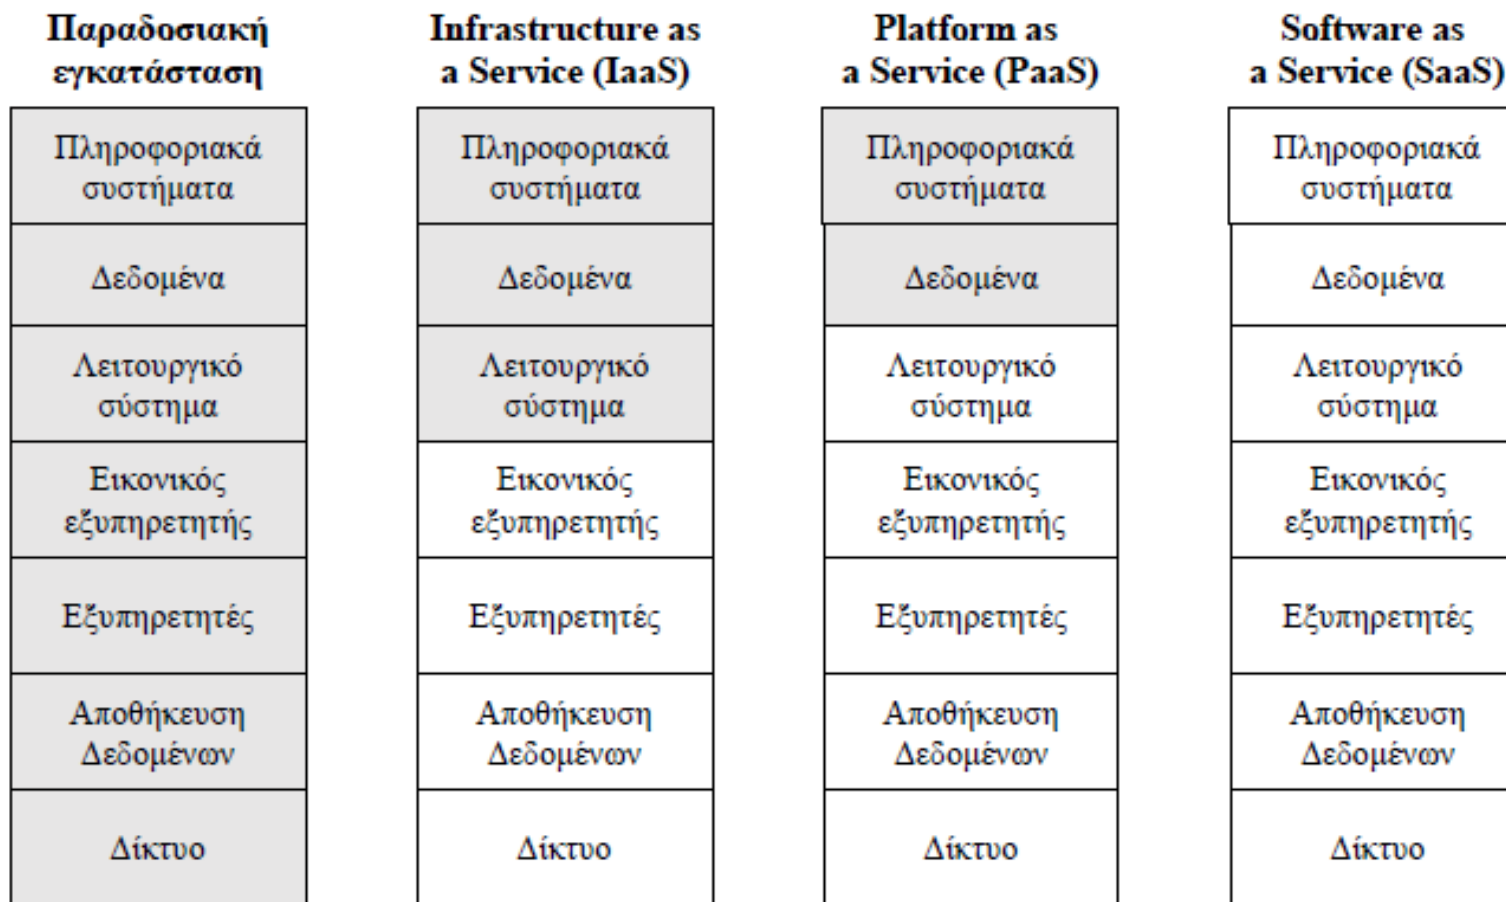 Παραδοσιακή
εγκατάσταση
Πληροφοριακά
συστήματα
Δεδομένα
Λειτουργικό
σύστημα
Εικονικός
εξυπηρετητής
Εξυπηρετητές
Αποθήκευση
Δεδομένων
Δίκτυο
Infrastructure as
a Service (IaaS)
Πληροφοριακά
συστήματα
Δεδομένα
Λειτουργικό
σύστημα
Εικονικός
εξυπηρετητής
Εξυπηρετητές
Αποθήκευση
Δεδομένων
Δίκτυο
Platform as
a Service (PaaS)
Πληροφοριακά
συστήματα
Δεδομένα
Λειτουργικό
σύστημα
Εικονικός
εξυπηρετητής
Εξυπηρετητές
Αποθήκευση
Δεδομένων
Δίκτυο
Software as
a Service (SaaS)
Πληροφοριακά
συστήματα
Δεδομένα
Λειτουργικό
σύστημα
Εικονικός
εξυπηρετητής
Εξυπηρετητές
Αποθήκευση
Δεδομένων
Δίκτυο